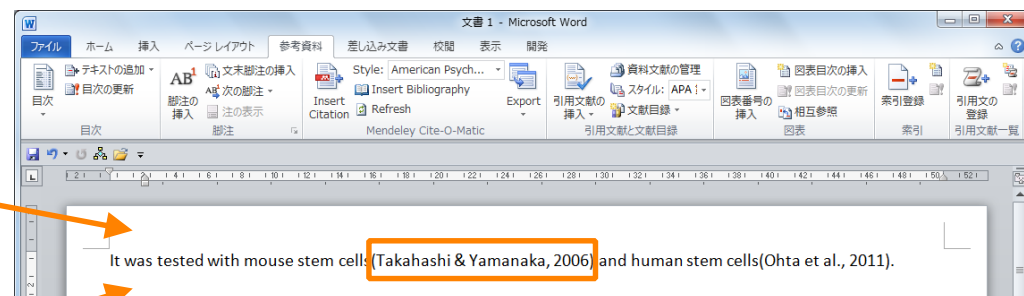 文書 1 - Microsoft Word
ファイル ホーム 挿入 ページ レイアウト 参考資料 差し込み文書 校閲 表示 開発
目次
テキストの追加
目次の更新
目次
AB1 脚注の挿入
文末脚注の挿入
次の脚注
注の表示
脚注
Insert Citation
Style: American Psych...
Insert Bibliography
Refresh
Export
Mendeley Cite-O-Matic
引用文献の挿入
資料文献の管理
スタイル: APA
文献目録
引用文献と文献目録
図表番号の挿入
図表目次の挿入
図表目次の更新
相互参照
図表
索引登録
索引
引用文の登録
引用文献一覧
It was tested with mouse stem cells(Takahashi & Yamanaka, 2006) and human stem cells(Ohta et al., 2011).